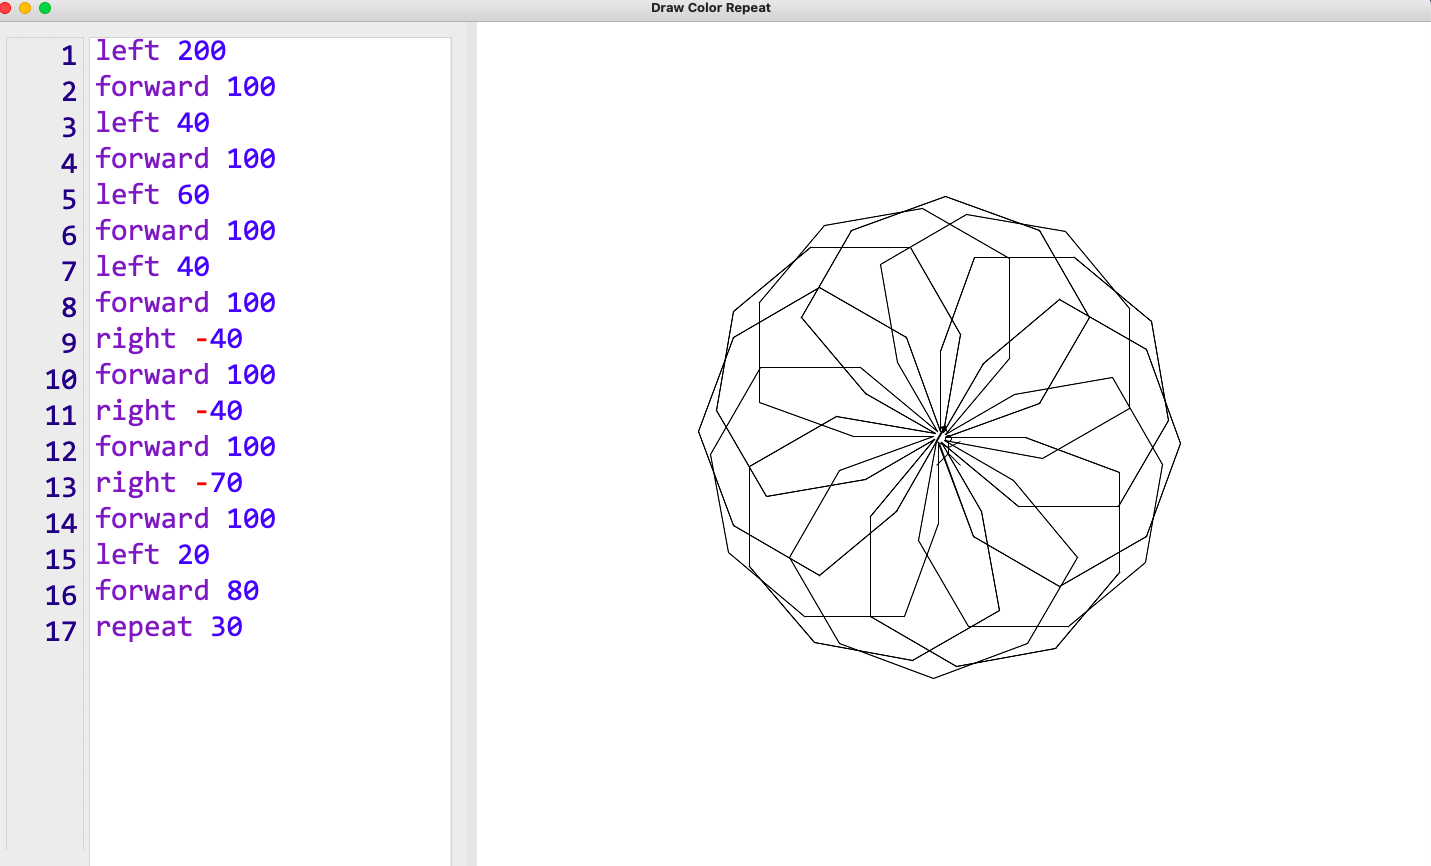 Draw Color Repeat
1 left 200
2 forward 100
3 left 40
4 forward 100
5 left 60
6 forward 100
7 left 40
8 forward 100
9 right -40
10 forward 100
11 right -40
12 forward 100
13 right -70
14 forward 100
15 left 20
16 forward 80
17 repeat 30